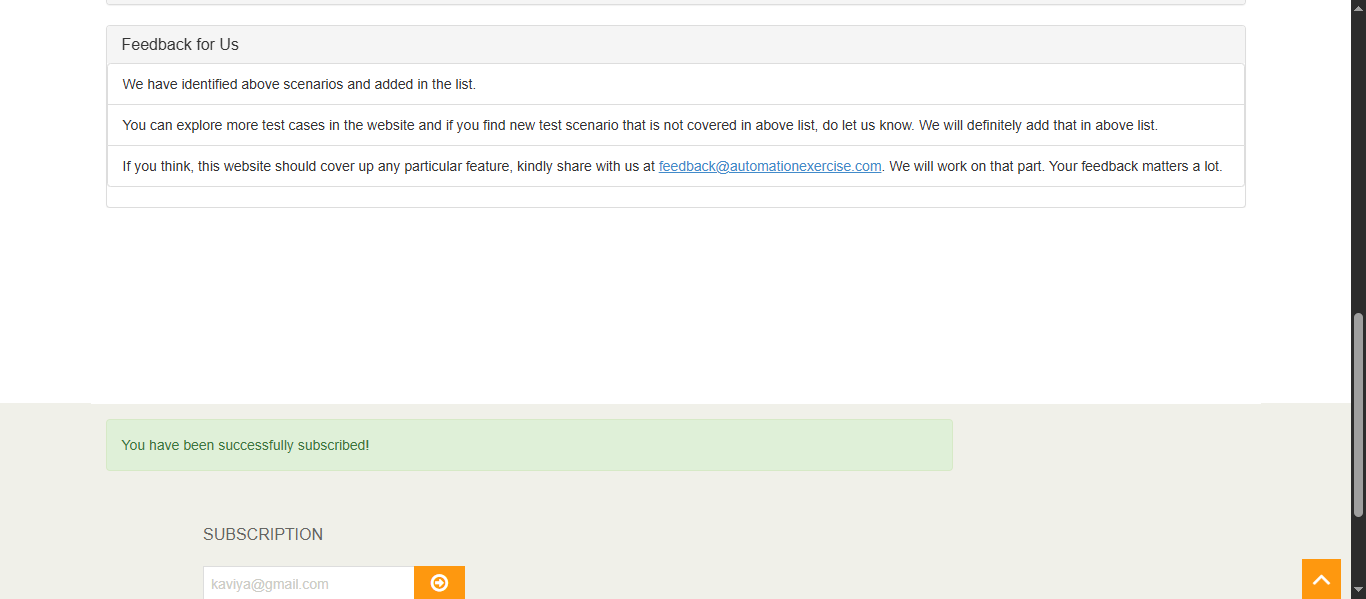 Feedback for Us
We have identified above scenarios and added in the list.
You can explore more test cases in the website and if you find new test scenario that is not covered in above list, do let us know. We will definitely add that in above list.
If you think, this website should cover up any particular feature, kindly share with us at feedback@automationexercise.com. We will work on that part. Your feedback matters a lot.
You have been successfully subscribed!
SUBSCRIPTION
kaviya@gmail.com